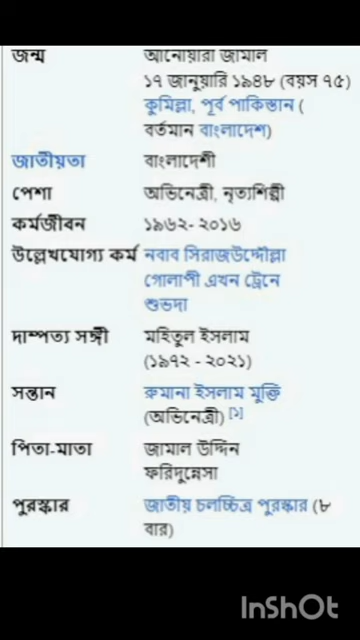 জন্ম আনোয়ারা জামাল
১৭ জানুয়ারি ১৯৪৮ (বয়স ৭৫)
কুমিল্লা, পূর্ব পাকিস্তান (
বর্তমান বাংলাদেশ)
জাতীয়তা বাংলাদেশী
পেশা অভিনেত্রী, নৃত্যশিল্পী
কর্মজীবন ১৯৬২- ২০১৬
উল্লেখযোগ্য কর্ম নবাব সিরাজউদ্দৌল্লা
গোলাপী এখন ট্রেনে
শুভদা
দাম্পত্য সঙ্গী মহিতুল ইসলাম
(১৯৭২ - ২০২১)
সন্তান রুমানা ইসলাম মুক্তি
(অভিনেত্রী) [১]
পিতা-মাতা জামাল উদ্দিন
ফরিদুন্নেসা
পুরস্কার জাতীয় চলচ্চিত্র পুরস্কার (৮
বার)
InShOt